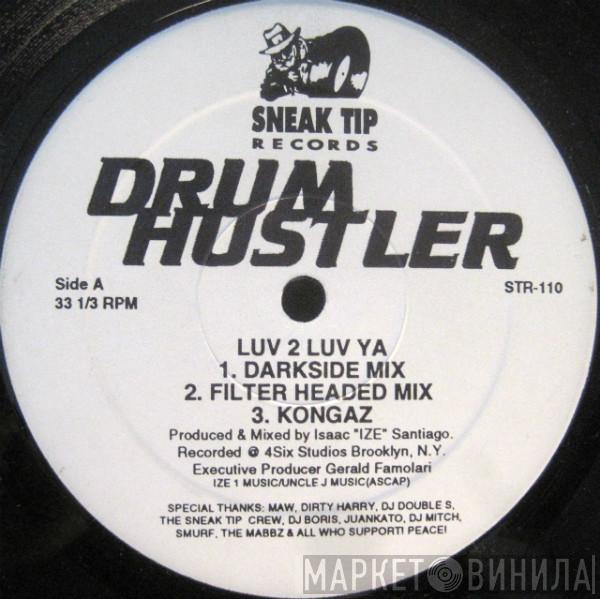 SNEAK TIP
RECORDS
DRUM
HUSTLER
Side A
33 1/3 RPM
STR-110
LUV 2 LUV YA
1. DARKSIDE MIX
2. FILTER HEADED MIX
3. KONGAZ
Produced & Mixed by Isaac "IZE" Santiago.
Recorded @ 4Six Studios Brooklyn, N.Y.
Executive Producer Gerald Famolari
IZE 1 MUSIC/UNCLE J MUSIC(ASCAP)
SPECIAL THANKS: MAW, DIRTY HARRY, DJ DOUBLE S,
THE SNEAK TIP CREW, DJ BORIS, JUANKATO, DJ MITCH,
SMURF, THE MABBZ & ALL WHO SUPPORT! PEACE!
МАРКЕТ ВИНИЛА